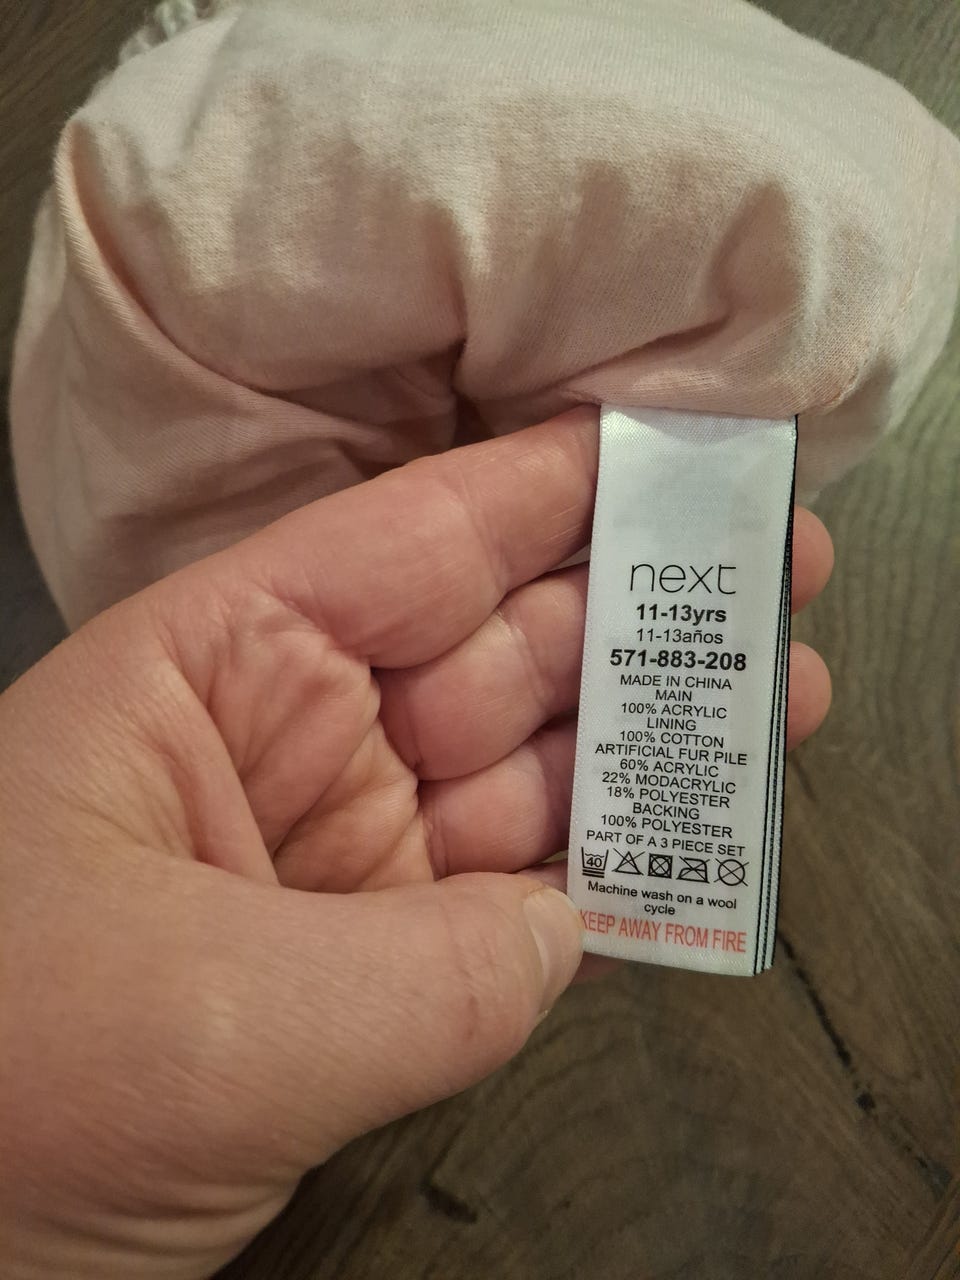 next
11-13yrs
11-13años
571-883-208
MADE IN CHINA
MAIN
100% ACRYLIC
LINING
100% COTTON
ARTIFICIAL FUR PILE
60% ACRYLIC
22% MODACRYLIC
18% POLYESTER
BACKING
100% POLYESTER
PART OF A 3 PIECE SET
40
Machine wash on a wool
cycle
KEEP AWAY FROM FIRE